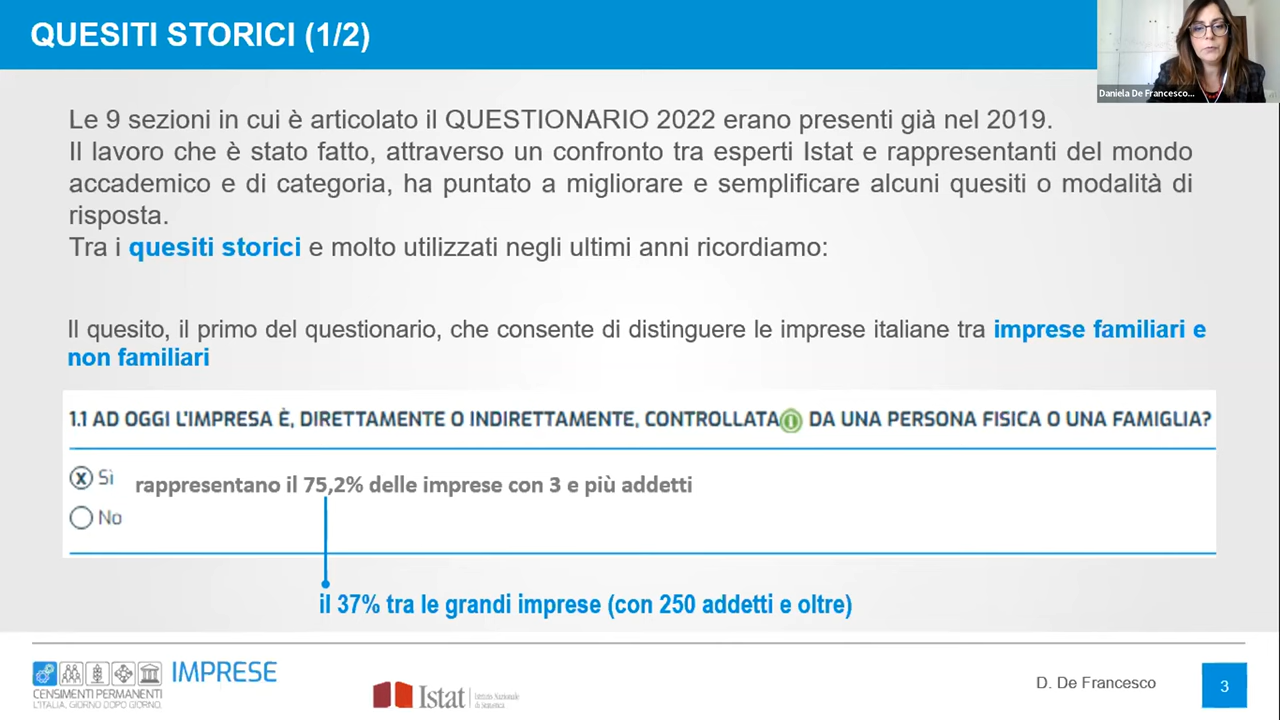 QUESITI STORICI (1/2)
Daniela De Francesco...
Le 9 sezioni in cui è articolato il QUESTIONARIO 2022 erano presenti già nel 2019.
Il lavoro che è stato fatto, attraverso un confronto tra esperti Istat e rappresentanti del mondo
accademico e di categoria, ha puntato a migliorare e semplificare alcuni quesiti o modalità di
risposta.
Tra i quesiti storici e molto utilizzati negli ultimi anni ricordiamo:
Il quesito, il primo del questionario, che consente di distinguere le imprese italiane tra imprese familiari e
non familiari
1.1 AD OGGI L'IMPRESA È, DIRETTAMENTE O INDIRETTAMENTE, CONTROLLATA DA UNA PERSONA FISICA O UNA FAMIGLIA?
Sì rappresentano il 75,2% delle imprese con 3 e più addetti
No
il 37% tra le grandi imprese (con 250 addetti e oltre)
IMPRESE
CENSIMENTI PERMANENTI
L'ITALIA, GIORNO DOPO GIORNO.
Istat
Istituto Nazionale
di Statistica
D. De Francesco
3